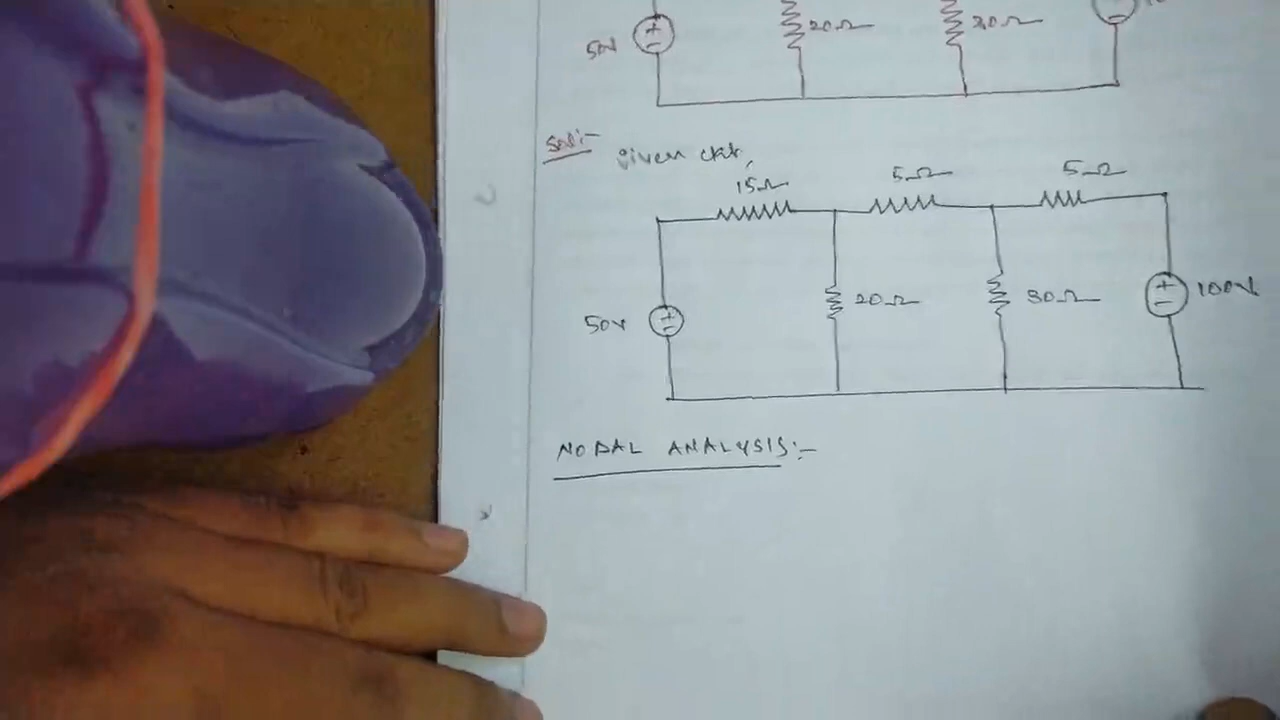 50V 20Ω 30Ω
Sol:-
given ckt,
15Ω 5Ω 5Ω
50V 20Ω 30Ω 100V
NODAL ANALYSIS:-